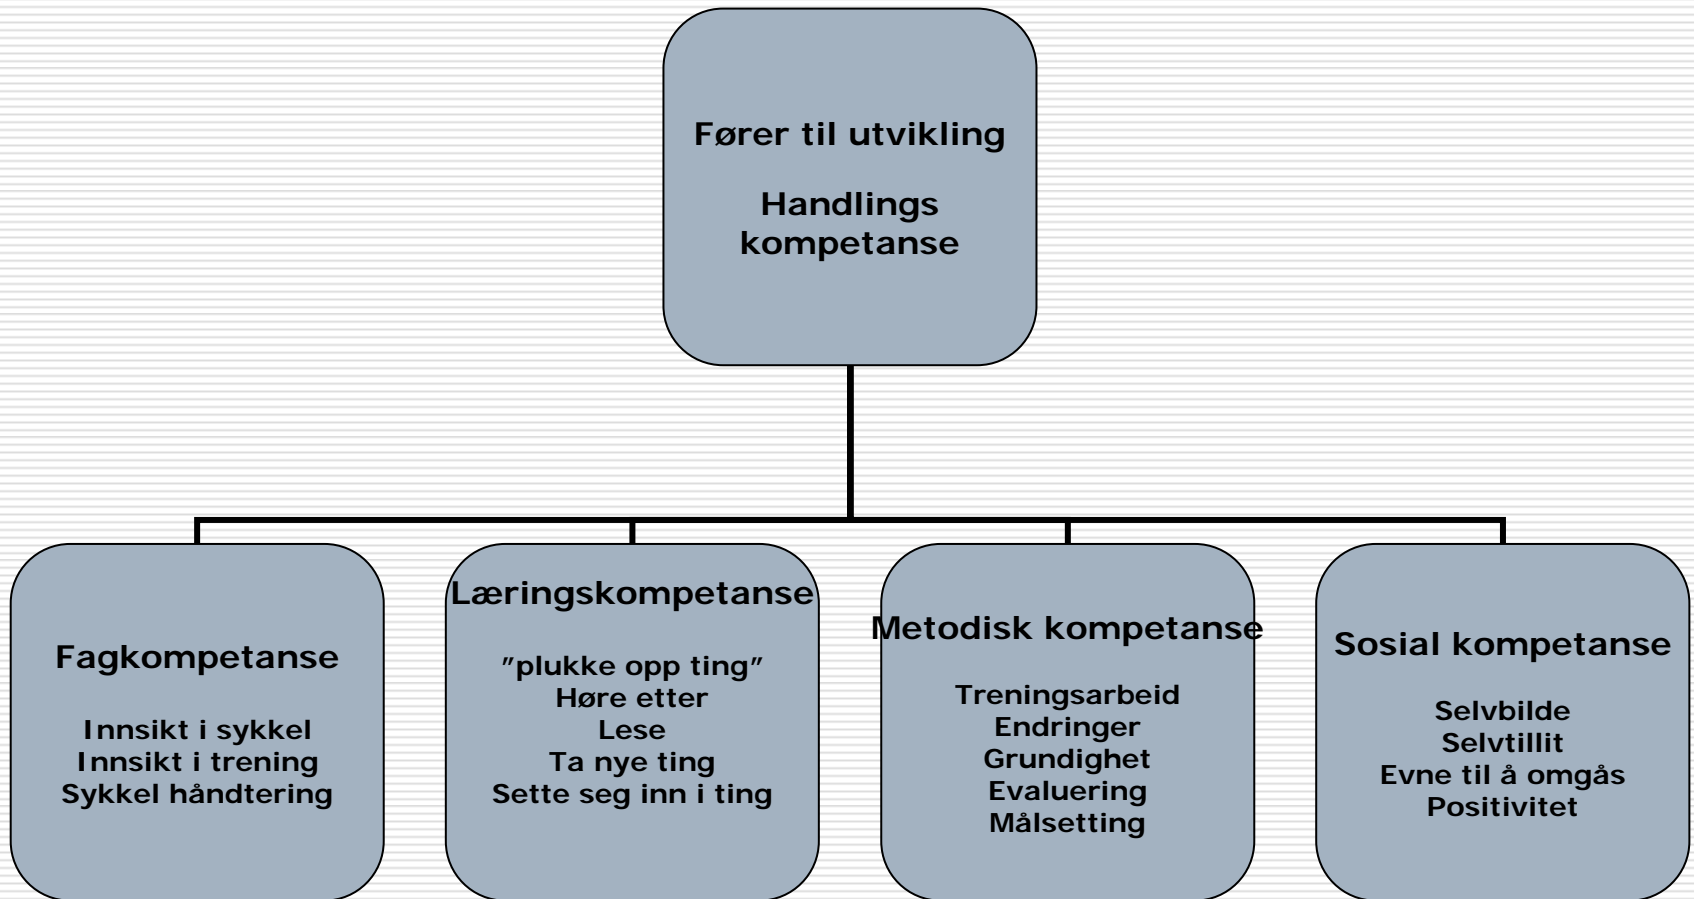 Fører til utvikling
Handlings
kompetanse
Fagkompetanse
Innsikt i sykkel
Innsikt i trening
Sykkel håndtering
Læringskompetanse
”plukke opp ting”
Høre etter
Lese
Ta nye ting
Sette seg inn i ting
Metodisk kompetanse
Treningsarbeid
Endringer
Grundighet
Evaluering
Målsetting
Sosial kompetanse
Selvbilde
Selvtillit
Evne til å omgås
Positivitet